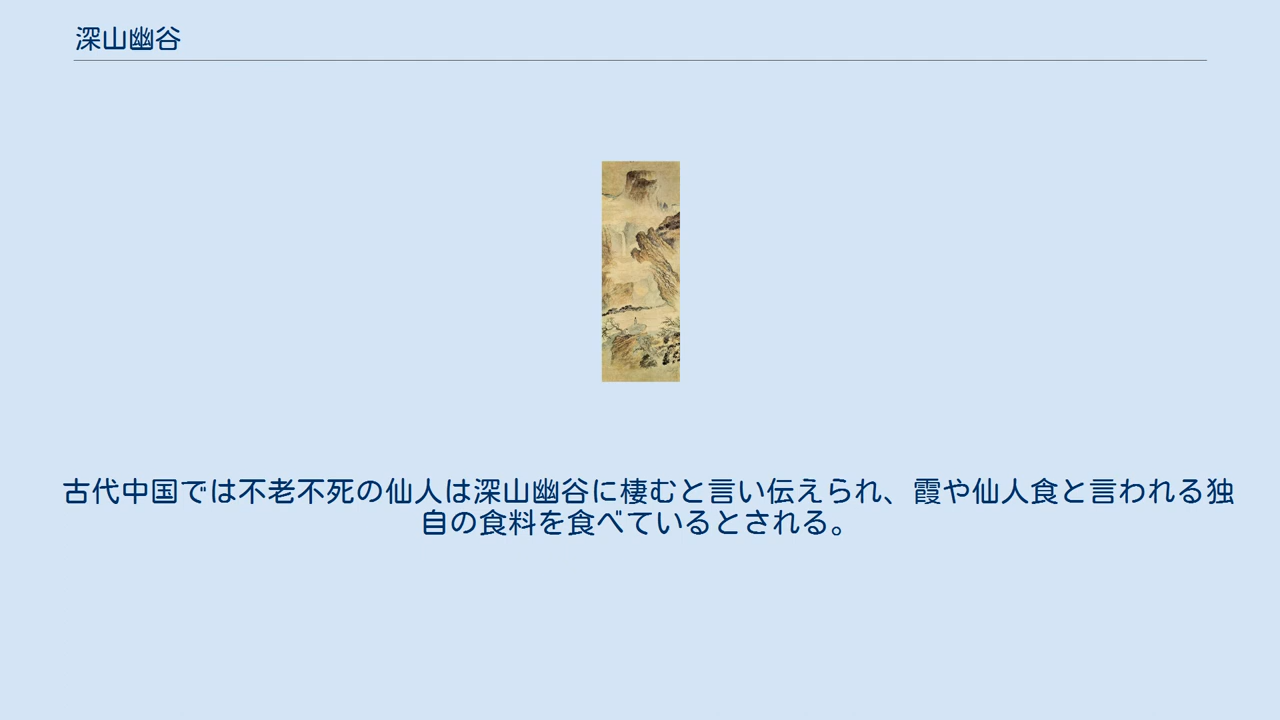 深山幽谷
古代中国では不老不死の仙人は深山幽谷に棲むと言い伝えられ、霞や仙人食と言われる独
自の食料を食べているとされる。